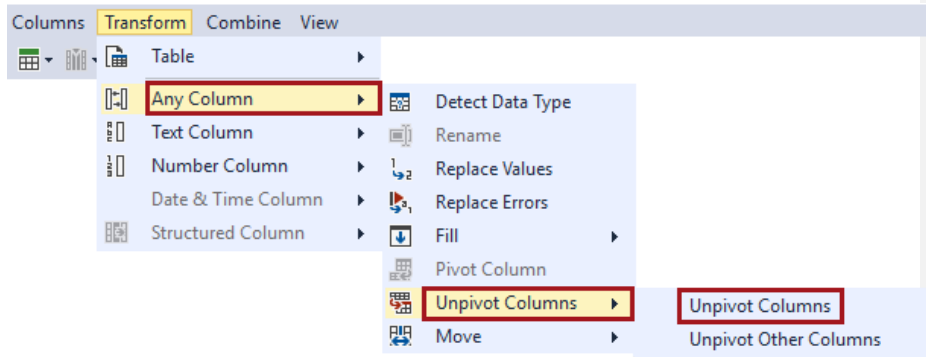 Columns Transform Combine View
Table
Any Column
Detect Data Type
Text Column
Rename
Number Column
Replace Values
Date & Time Column
Replace Errors
Structured Column
Fill
Pivot Column
Unpivot Columns
Unpivot Columns
Move
Unpivot Other Columns